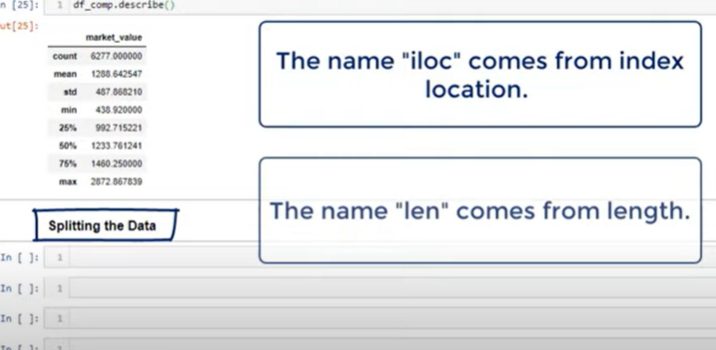 n [25]: 1 df_comp.describe()
ut[25]:
market_value
count 6277.000000
mean 1288.642547
std 487.868210
min 438.920000
25% 992.715221
50% 1233.761241
75% 1460.250000
max 2872.867839
The name "iloc" comes from index
location.
The name "len" comes from length.
Splitting the Data
In [ ]: 1
In [ ]: 1
In [ ]: 1
In [ ]: 1